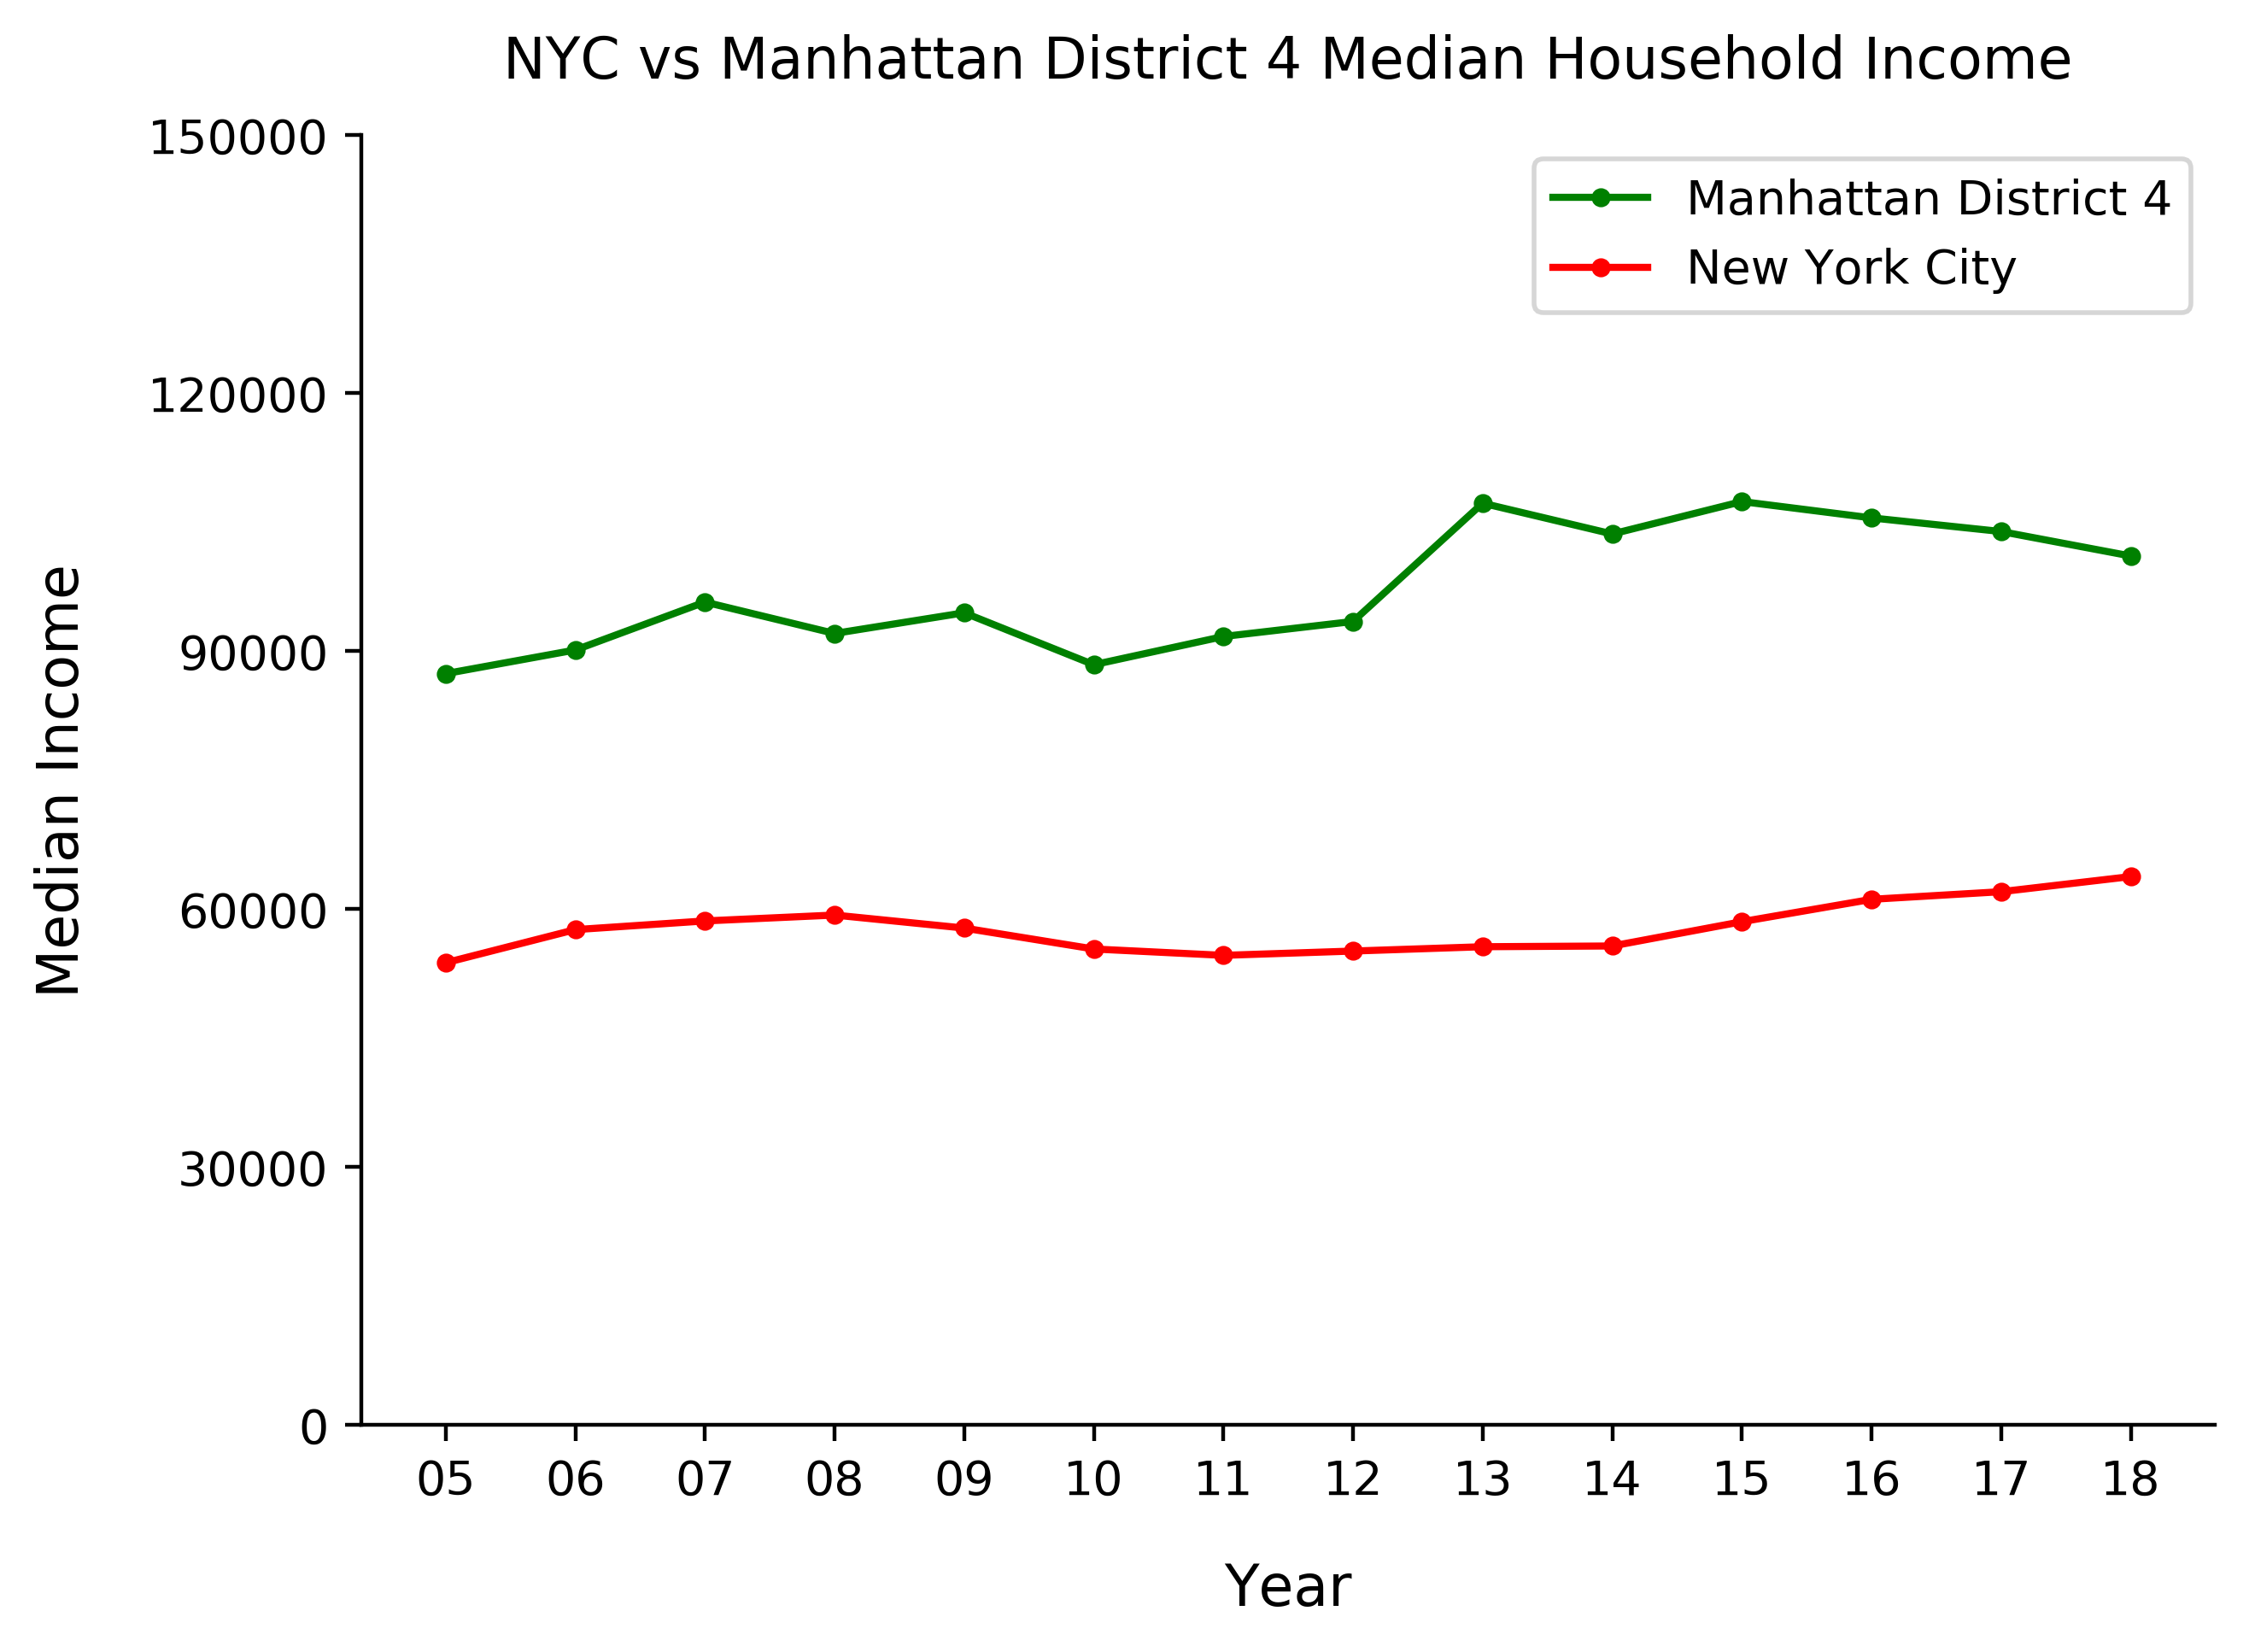 NYC vs Manhattan District 4 Median Household Income
150000
Manhattan District 4
New York City
120000
90000
Median Income
60000
30000
0
05 06 07 08 09 10 11 12 13 14 15 16 17 18
Year